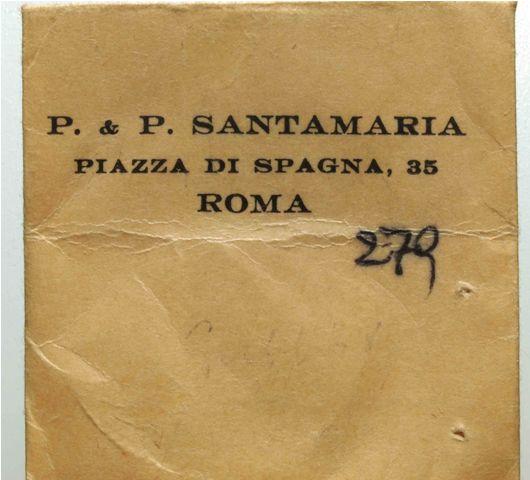 P. & P. SANTAMARIA
PIAZZA DI SPAGNA, 35
ROMA
279